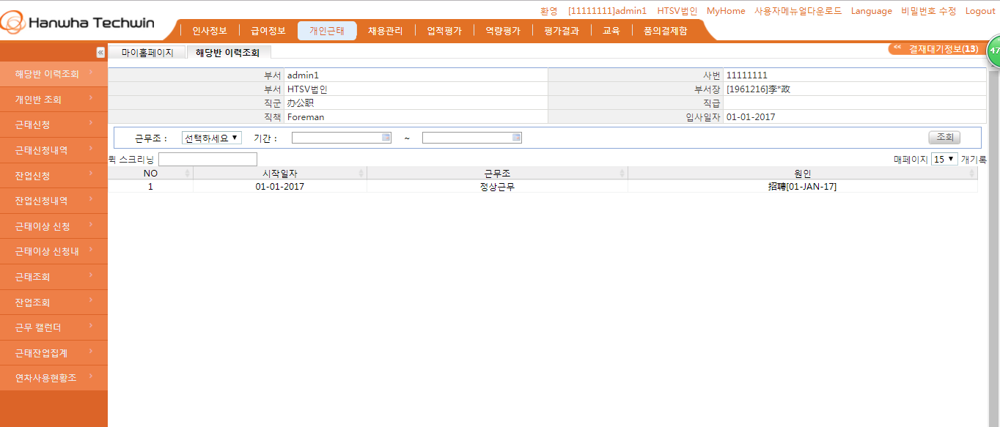 환영 [11111111]admin1 HTSV법인 MyHome 사용자메뉴얼다운로드 Language 비밀번호 수정 Logout
Hanwha Techwin
인사정보 급여정보 개인근태 채용관리 업적평가 역량평가 평가결과 교육 품의결제함
마이홈페이지 해당반 이력조회 결재대기정보(13) 47
해당반 이력조회
개인반 조회
근태신청
근태신청내역
잔업신청
잔업신청내역
근태이상 신청
근태이상 신청내
근태조회
잔업조회
근무 캘런더
근태잔업집계
연차사용현황조
부서 admin1 사번 11111111
부서 HTSV법인 부서장 [1961216]李*政
직군 办公职 직급
직책 Foreman 입사일자 01-01-2017
근무조 : 선택하세요 기간 : ~ 조회
퀵 스크리닝 매페이지 15 개기록
NO 시작일자 근무조 원인
1 01-01-2017 정상근무 招聘[01-JAN-17]